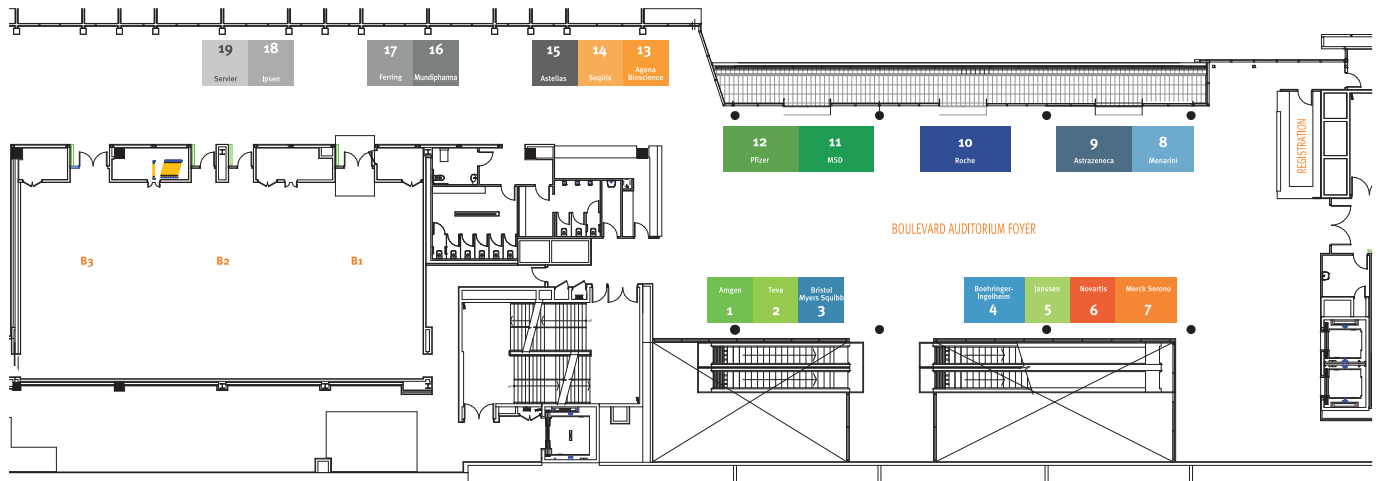 19
Servier
18
Ipsen
17
Ferring
16
Mundipharma
15
Astellas
14
Seqiris
13
Agena
Bioscience
12
Pfizer
11
MSD
10
Roche
9
Astrazeneca
8
Menarini
REGISTRATION
BOULEVARD AUDITORIUM FOYER
B3
B2
B1
Amgen
1
Teva
2
Bristol
Myers Squibb
3
Boehringer-
Ingelheim
4
Janssen
5
Novartis
6
Merck Serono
7